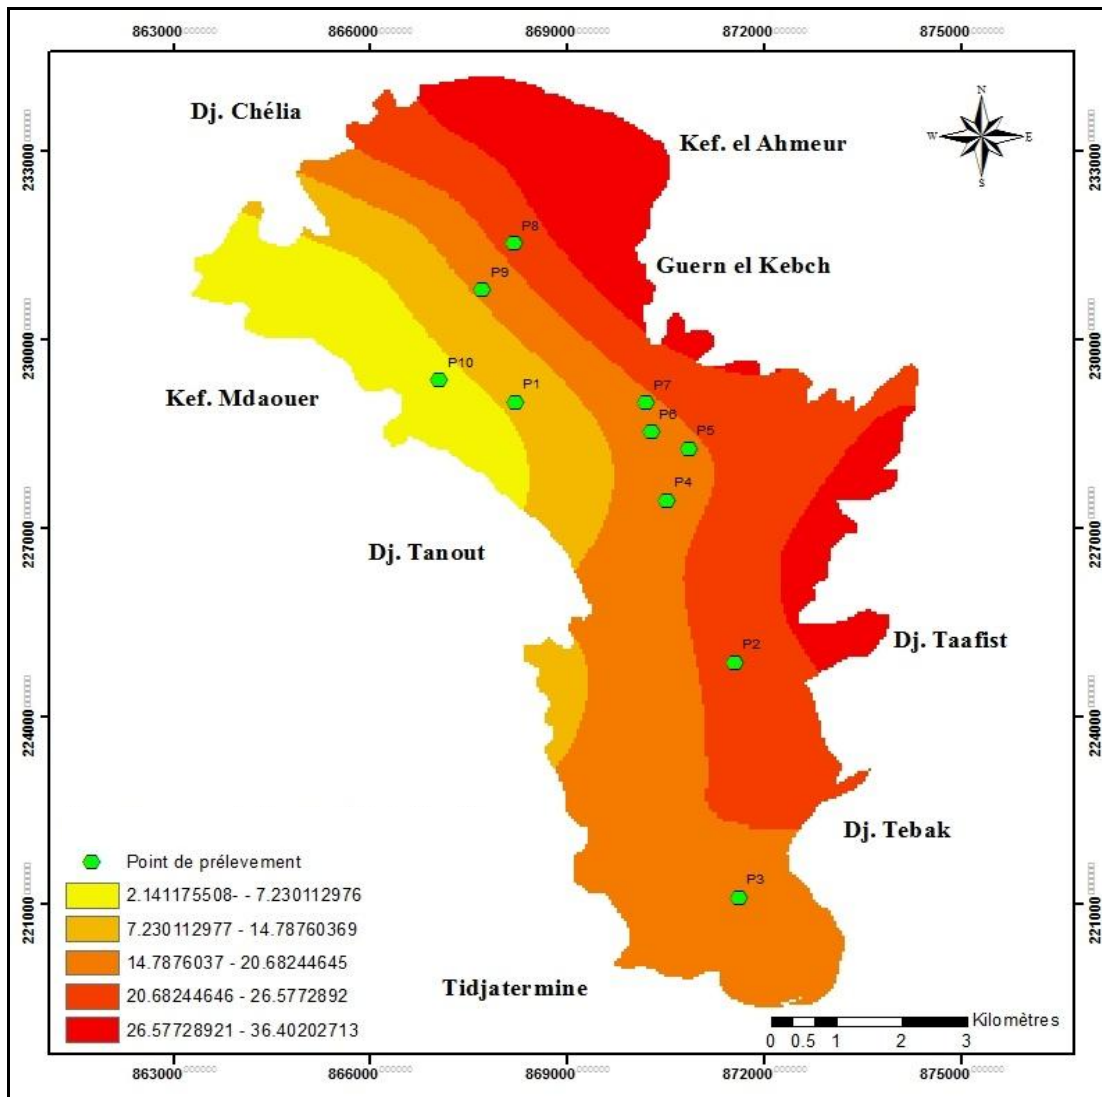 863000 866000 869000 872000 875000
N
W E
S
Dj. Chélia
Kef. el Ahmeur
233000 233000
P8
Guern el Kebch
P9
230000 230000
P10
P1
P7
Kef. Mdaouer
P6
P5
P4
227000 227000
Dj. Tanout
P2
Dj. Taafist
224000 224000
Dj. Tebak
Point de prélevement
P3
2.141175508- - 7.230112976
221000 221000
7.230112977 - 14.78760369
14.7876037 - 20.68244645
Tidjatermine
20.68244646 - 26.5772892
26.57728921 - 36.40202713
Kilomètres
0 0.5 1 2 3
863000 866000 869000 872000 875000